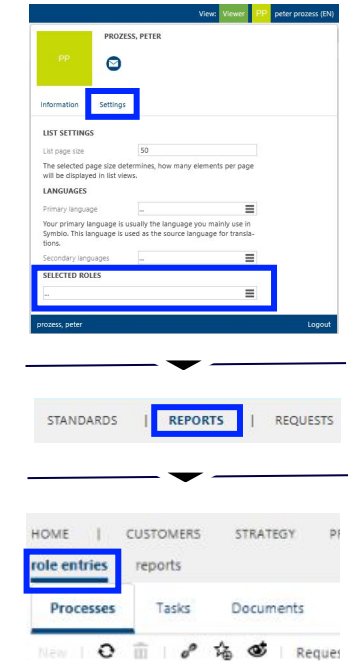 View: Viewer PP peter prozess (EN)
PP
PROZESS, PETER
Information Settings
LIST SETTINGS
List page size 50
The selected page size determines, how many elements per page
will be displayed in list views.
LANGUAGES
Primary language ...
Your primary language is usually the language you mainly use in
Symbio. This language is used as the source language for transla-
tions.
Secondary languages ...
SELECTED ROLES
...
prozess, peter Logout
STANDARDS | REPORTS | REQUESTS
HOME | CUSTOMERS STRATEGY
role entries reports
Processes Tasks Documents
New